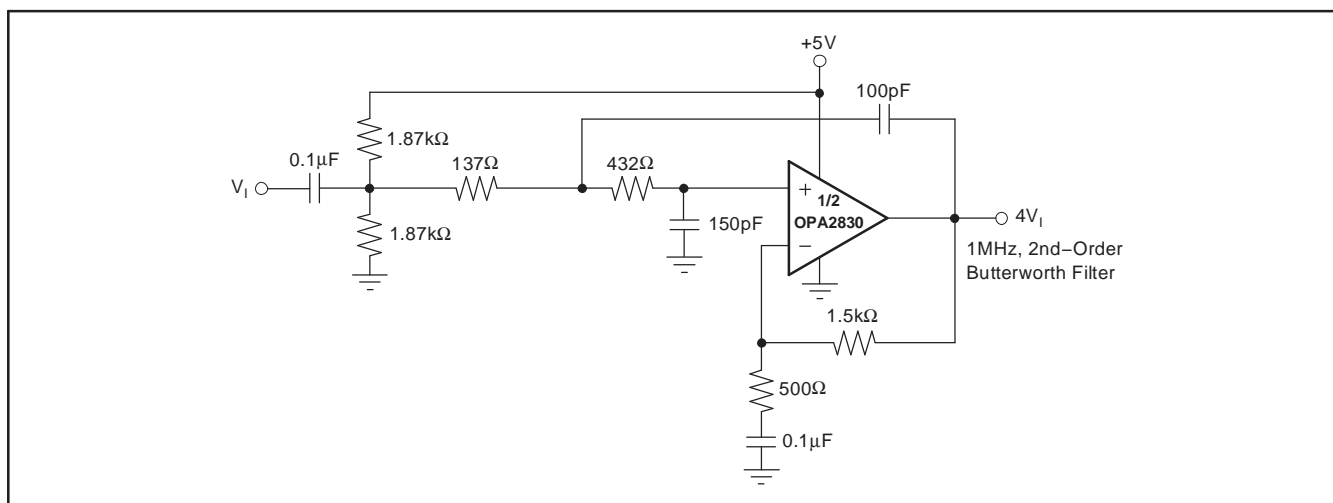 +5V
100pF
1.87kΩ
0.1μF
137Ω
432Ω
V_I
+
1/2
OPA2830
−
150pF
4V_I
1.87kΩ
1MHz, 2nd−Order
Butterworth Filter
1.5kΩ
500Ω
0.1μF